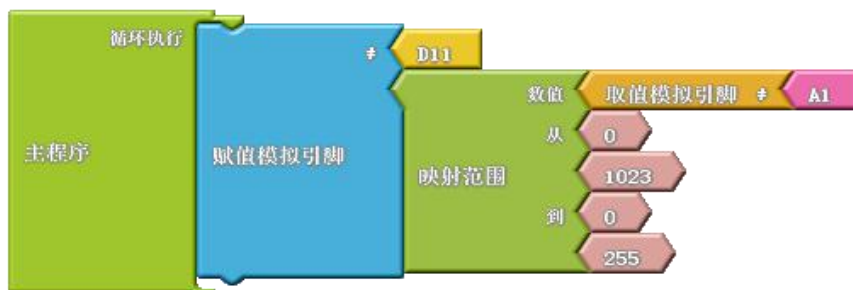 循环执行
# D11
数值 取值模拟引脚 # A1
从 0
主程序 赋值模拟引脚 映射范围
1023
到 0
255